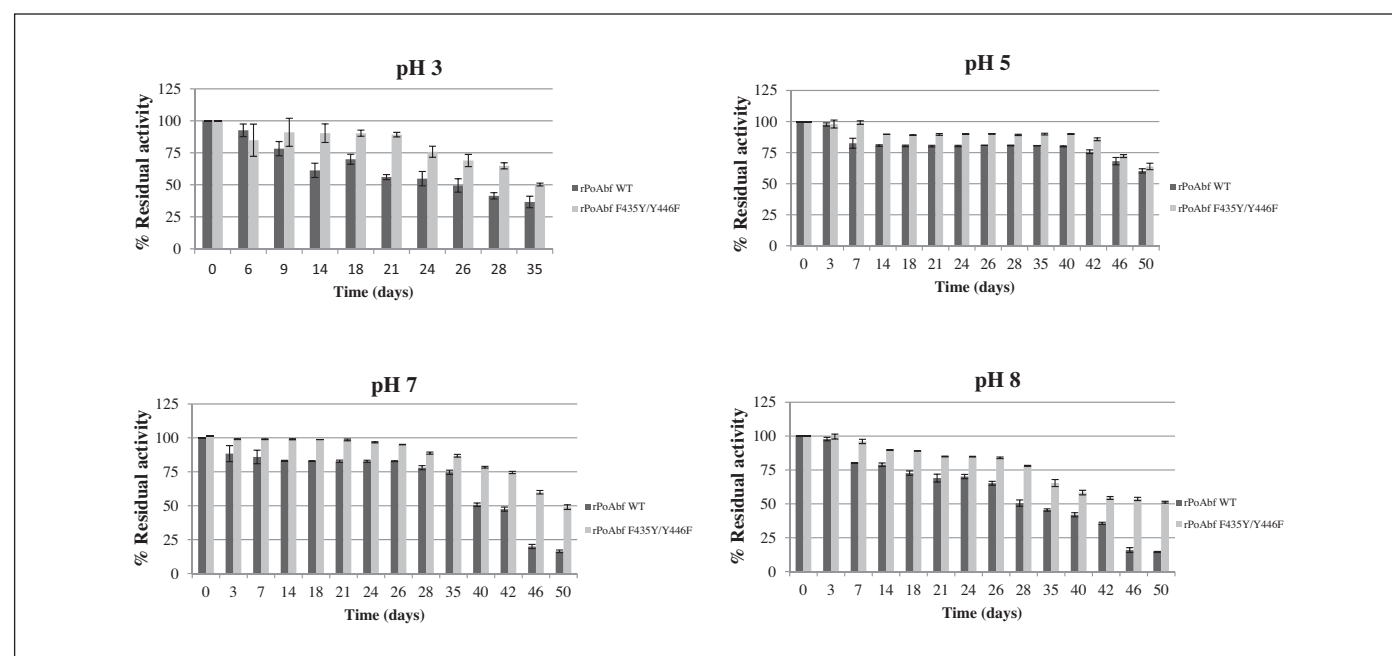 pH 3
% Residual activity
125
100
75
50
25
0
0 6 9 14 18 21 24 26 28 35
Time (days)
rPoAbf WT
rPoAbf F435Y/Y446F
pH 5
% Residual activity
125
100
75
50
25
0
0 3 7 14 18 21 24 26 28 35 40 42 46 50
Time (days)
rPoAbf WT
rPoAbf F435Y/Y446F
pH 7
% Residual activity
125
100
75
50
25
0
0 3 7 14 18 21 24 26 28 35 40 42 46 50
Time (days)
rPoAbf WT
rPoAbf F435Y/Y446F
pH 8
% Residual activity
125
100
75
50
25
0
0 3 7 14 18 21 24 26 28 35 40 42 46 50
Time (days)
rPoAbf WT
rPoAbf F435Y/Y446F